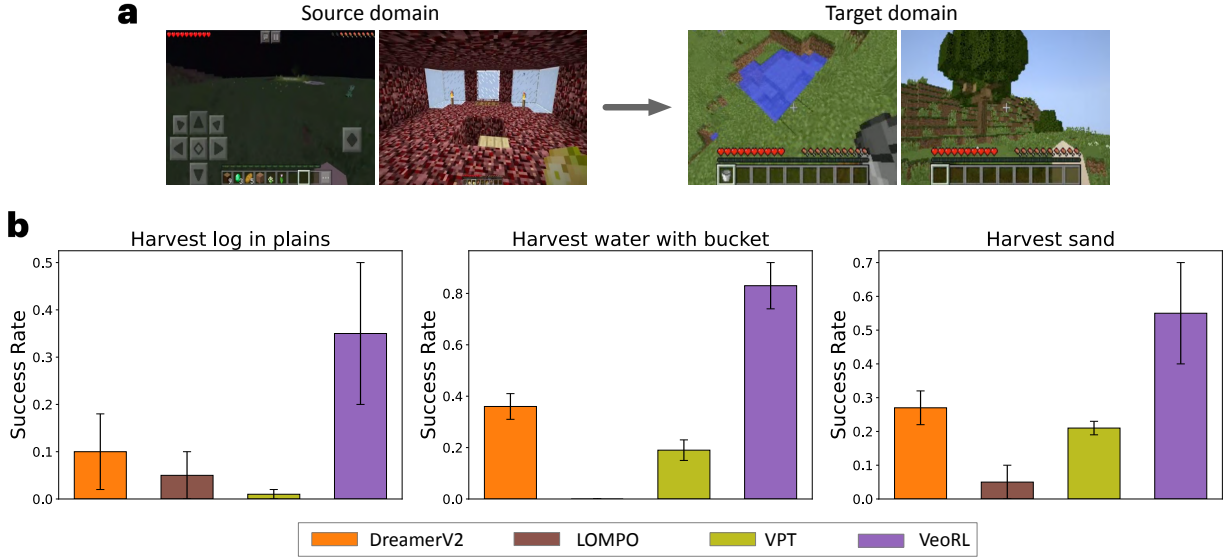 a
Source domain
Target domain
b
Harvest log in plains
Success Rate
0.5
0.4
0.3
0.2
0.1
0.0
Harvest water with bucket
Success Rate
0.8
0.6
0.4
0.2
0.0
Harvest sand
Success Rate
0.7
0.6
0.5
0.4
0.3
0.2
0.1
0.0
DreamerV2
LOMPO
VPT
VeoRL